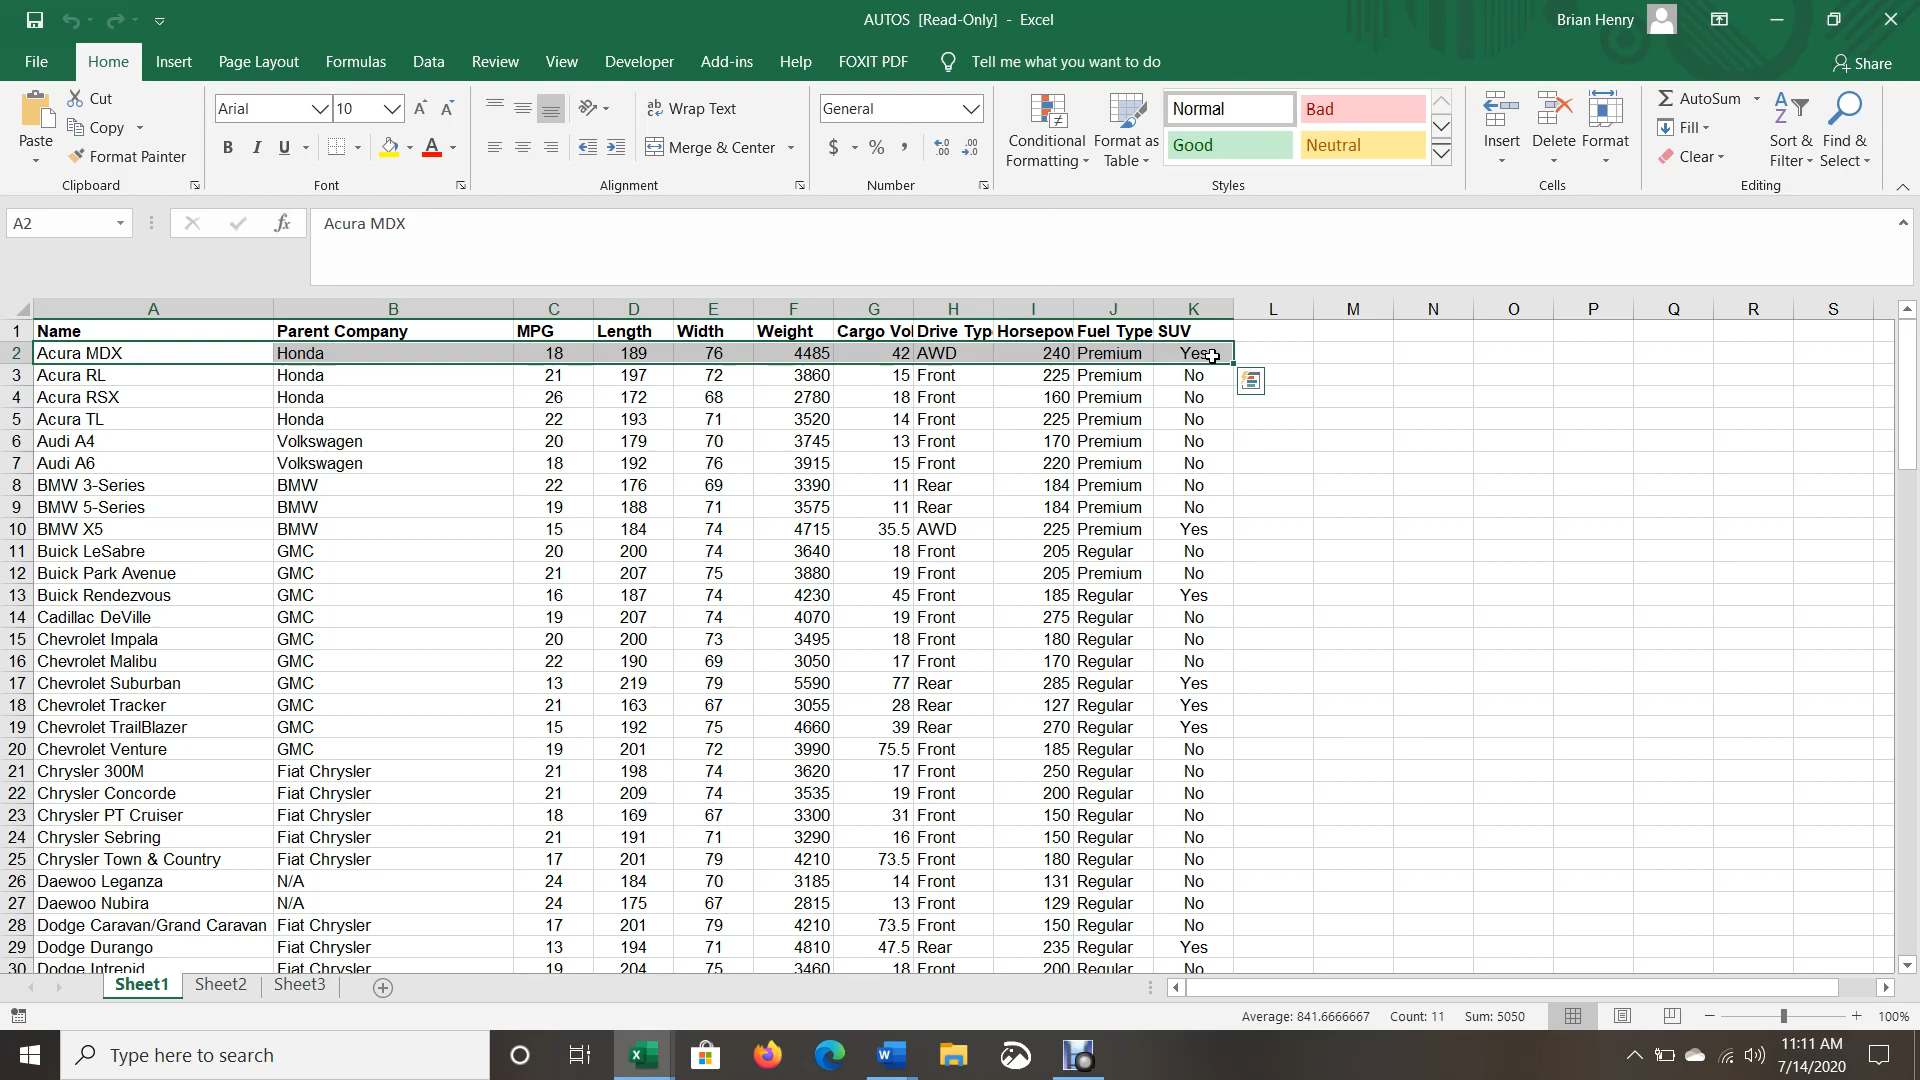 AUTOS [Read-Only] - Excel
Brian Henry
File Home Insert Page Layout Formulas Data Review View Developer Add-ins Help FOXIT PDF Tell me what you want to do Share
Paste
Cut
Copy
Format Painter
Clipboard
Arial 10
B I U A
Font
Wrap Text
Merge & Center
Alignment
General
$ % ,
Number
Conditional Formatting
Format as Table
Normal Bad
Good Neutral
Styles
Insert Delete Format
Cells
AutoSum
Fill
Clear
Sort & Filter
Find & Select
Editing
A2 fx Acura MDX
A B C D E F G H I J K L M N O P Q R S
1 Name Parent Company MPG Length Width Weight Cargo Vol Drive Typ Horsepow Fuel Type SUV
2 Acura MDX Honda 18 189 76 4485 42 AWD 240 Premium Yes
3 Acura RL Honda 21 197 72 3860 15 Front 225 Premium No
4 Acura RSX Honda 26 172 68 2780 18 Front 160 Premium No
5 Acura TL Honda 22 193 71 3520 14 Front 225 Premium No
6 Audi A4 Volkswagen 20 179 70 3745 13 Front 170 Premium No
7 Audi A6 Volkswagen 18 192 76 3915 15 Front 220 Premium No
8 BMW 3-Series BMW 22 176 69 3390 11 Rear 184 Premium No
9 BMW 5-Series BMW 19 188 71 3575 11 Rear 184 Premium No
10 BMW X5 BMW 15 184 74 4715 35.5 AWD 225 Premium Yes
11 Buick LeSabre GMC 20 200 74 3640 18 Front 205 Regular No
12 Buick Park Avenue GMC 21 207 75 3880 19 Front 205 Premium No
13 Buick Rendezvous GMC 16 187 74 4230 45 Front 185 Regular Yes
14 Cadillac DeVille GMC 19 207 74 4070 19 Front 275 Regular No
15 Chevrolet Impala GMC 20 200 73 3495 18 Front 180 Regular No
16 Chevrolet Malibu GMC 22 190 69 3050 17 Front 170 Regular No
17 Chevrolet Suburban GMC 13 219 79 5590 77 Rear 285 Regular Yes
18 Chevrolet Tracker GMC 21 163 67 3055 28 Rear 127 Regular Yes
19 Chevrolet TrailBlazer GMC 15 192 75 4660 39 Rear 270 Regular Yes
20 Chevrolet Venture GMC 19 201 72 3990 75.5 Front 185 Regular No
21 Chrysler 300M Fiat Chrysler 21 198 74 3620 17 Front 250 Regular No
22 Chrysler Concorde Fiat Chrysler 21 209 74 3535 19 Front 200 Regular No
23 Chrysler PT Cruiser Fiat Chrysler 18 169 67 3300 31 Front 150 Regular No
24 Chrysler Sebring Fiat Chrysler 21 191 71 3290 16 Front 150 Regular No
25 Chrysler Town & Country Fiat Chrysler 17 201 79 4210 73.5 Front 180 Regular No
26 Daewoo Leganza N/A 24 184 70 3185 14 Front 131 Regular No
27 Daewoo Nubira N/A 24 175 67 2815 13 Front 129 Regular No
28 Dodge Caravan/Grand Caravan Fiat Chrysler 17 201 79 4210 73.5 Front 150 Regular No
29 Dodge Durango Fiat Chrysler 13 194 71 4810 47.5 Rear 235 Regular Yes
30 Dodge Intrepid Fiat Chrysler 19 204 75 3460 18 Front 200 Regular No
Sheet1 Sheet2 Sheet3
Average: 841.6666667 Count: 11 Sum: 5050 100%
Type here to search
11:11 AM
7/14/2020